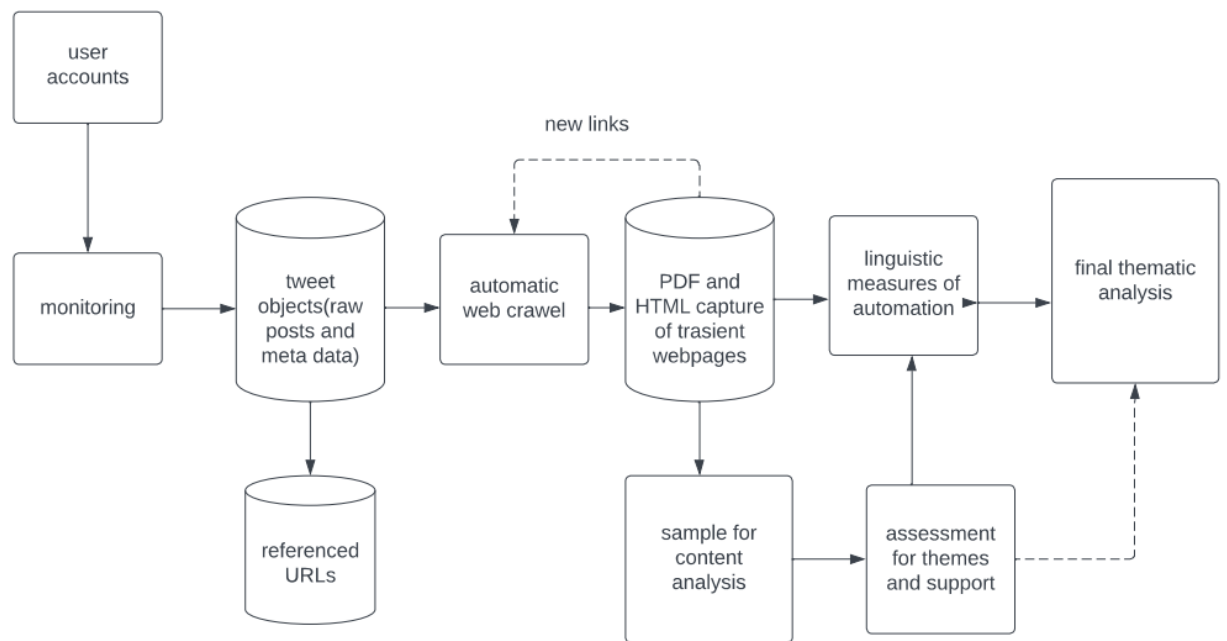 user
accounts
new links
monitoring
tweet
objects(raw
posts and
meta data)
automatic
web crawel
PDF and
HTML capture
of trasient
webpages
linguistic
measures of
automation
final thematic
analysis
referenced
URLs
sample for
content
analysis
assessment
for themes
and support